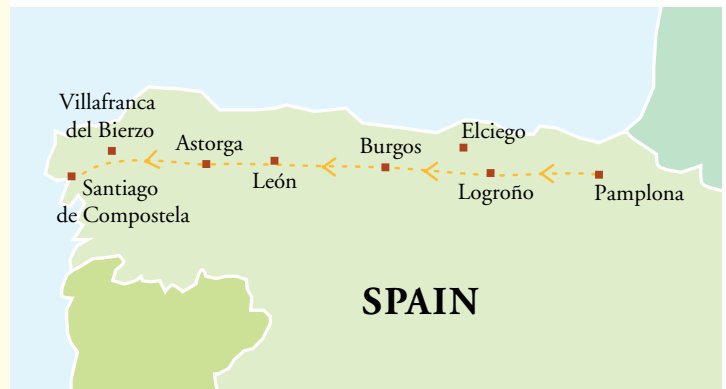 Villafranca
del Bierzo
Astorga
León
Burgos
Elciego
Logroño
Pamplona
Santiago
de Compostela
SPAIN